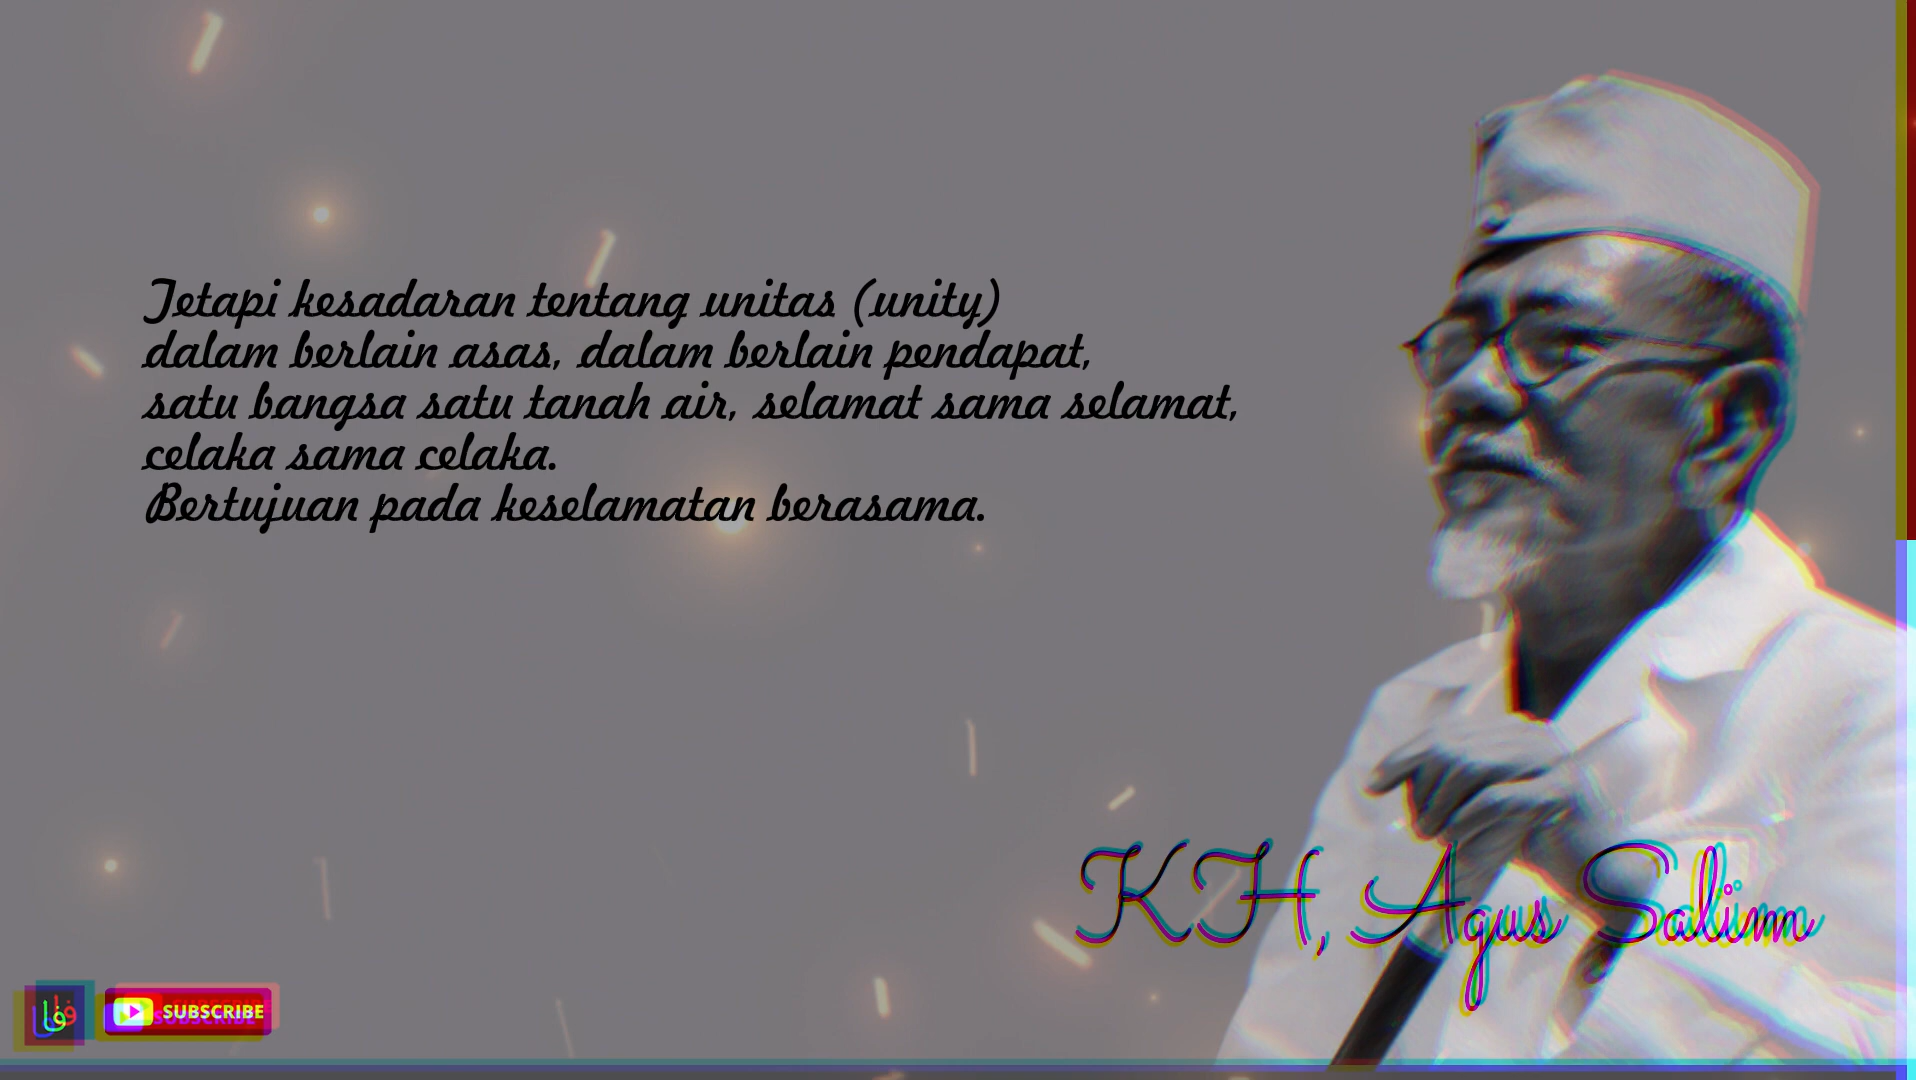 Tetapi kesadaran tentang unitas (unity)
dalam berlain asas, dalam berlain pendapat,
satu bangsa satu tanah air, selamat sama selamat,
celaka sama celaka.
Bertujuan pada keselamatan berasama.
KH, Agus Salim
SUBSCRIBE